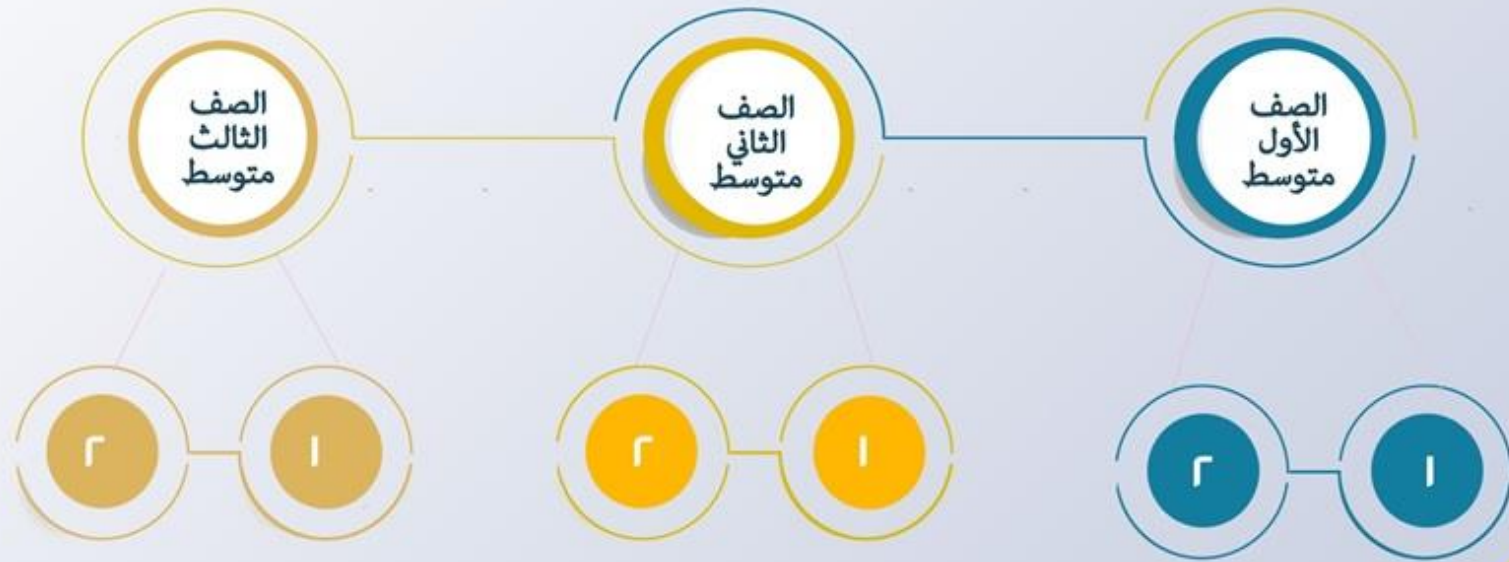 الصف
الأول
متوسط
الصف
الثاني
متوسط
الصف
الثالث
متوسط
١
٢
١
٢
١
٢